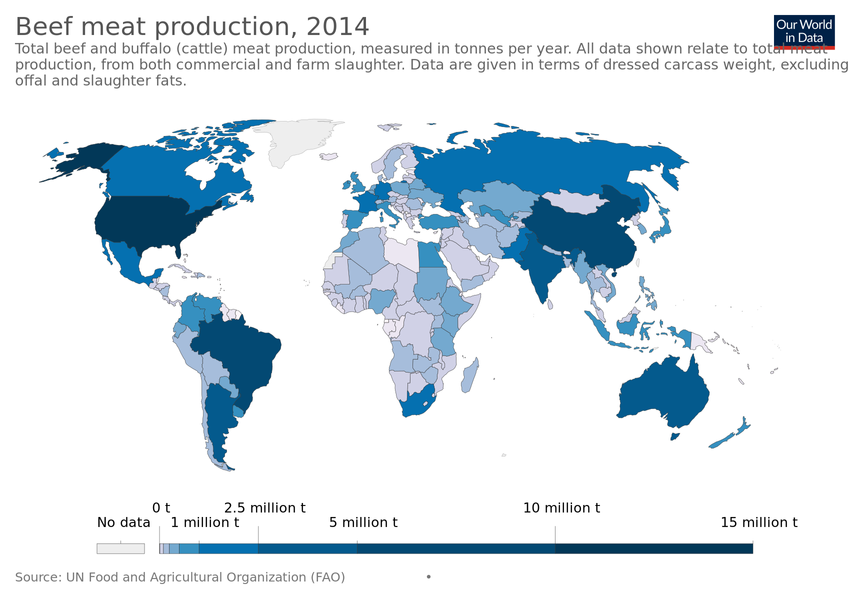 Beef meat production, 2014
Our World
in Data
Total beef and buffalo (cattle) meat production, measured in tonnes per year. All data shown relate to total meat
production, from both commercial and farm slaughter. Data are given in terms of dressed carcass weight, excluding
offal and slaughter fats.
0 t 2.5 million t 10 million t
No data 1 million t 5 million t 15 million t
Source: UN Food and Agricultural Organization (FAO) •